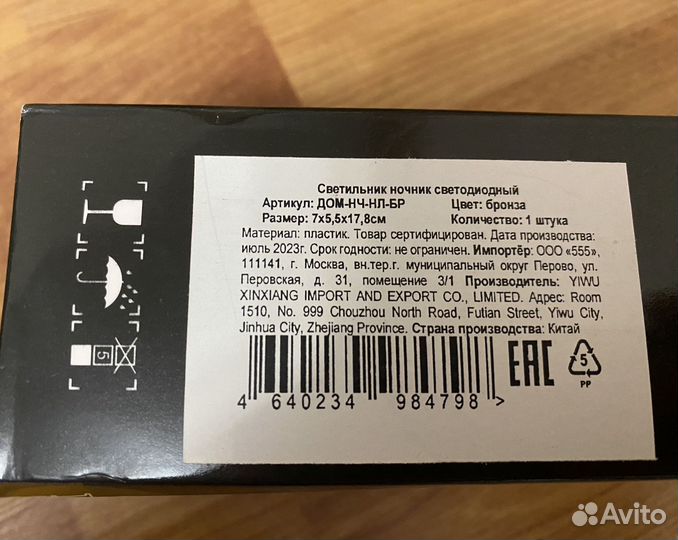 Светильник ночник светодиодный
Артикул: ДОМ-НЧ-НЛ-БР Цвет: бронза
Размер: 7х5,5х17,8см Количество: 1 штука
Материал: пластик. Товар сертифицирован. Дата производства:
июль 2023г. Срок годности: не ограничен. Импортёр: ООО «555»,
111141, г. Москва, вн.тер.г. муниципальный округ Перово, ул.
Перовская, д. 31, помещение 3/1 Производитель: YIWU
XINXIANG IMPORT AND EXPORT CO., LIMITED. Адрес: Room
1510, No. 999 Chouzhou North Road, Futian Street, Yiwu City,
Jinhua City, Zhejiang Province. Страна производства: Китай
EAC
5
PP
4 640234 984798 >
5
Avito